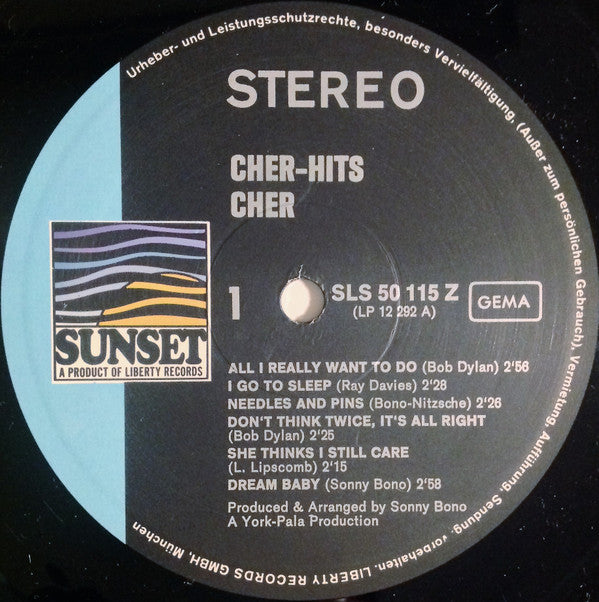 Urheber- und Leistungsschutzrechte, besonders Vervielfältigung, (Außer zum persönlichen Gebrauch), Vermietung, Aufführung, Sendung, vorbehalten. LIBERTY RECORDS GMBH, München
STEREO
CHER-HITS
CHER
1
SLS 50 115 Z
(LP 12 292 A)
GEMA
SUNSET
A PRODUCT OF LIBERTY RECORDS
ALL I REALLY WANT TO DO (Bob Dylan) 2'56
I GO TO SLEEP (Ray Davies) 2'28
NEEDLES AND PINS (Bono-Nitzsche) 2'26
DON'T THINK TWICE, IT'S ALL RIGHT
(Bob Dylan) 2'25
SHE THINKS I STILL CARE
(L. Lipscomb) 2'15
DREAM BABY (Sonny Bono) 2'58
Produced & Arranged by Sonny Bono
A York-Pala Production